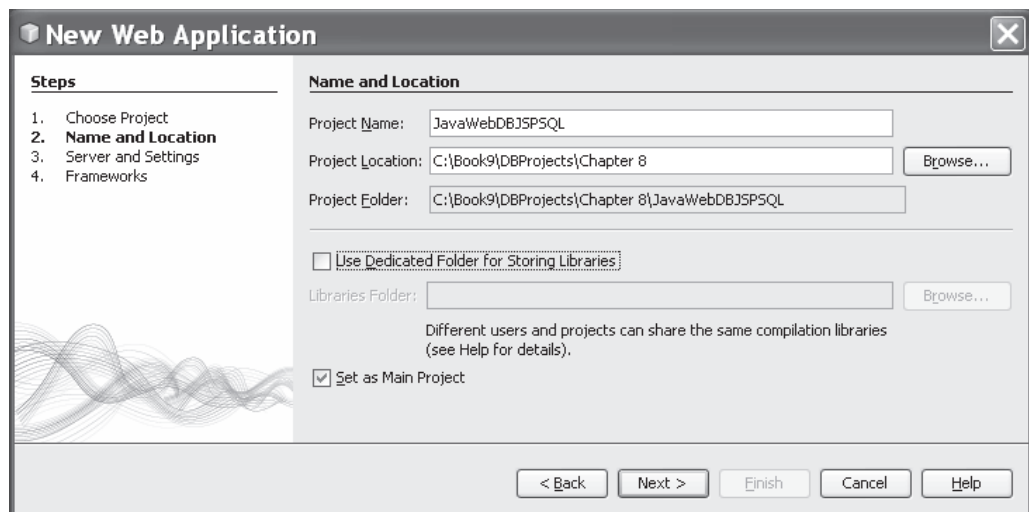 New Web Application
Steps
1. Choose Project
2. Name and Location
3. Server and Settings
4. Frameworks
Name and Location
Project Name: JavaWebDBJSPSQL
Project Location: C:\Book9\DBProjects\Chapter 8 Browse...
Project Folder: C:\Book9\DBProjects\Chapter 8\JavaWebDBJSPSQL
Use Dedicated Folder for Storing Libraries
Libraries Folder: Browse...
Different users and projects can share the same compilation libraries
(see Help for details).
Set as Main Project
< Back Next > Finish Cancel Help